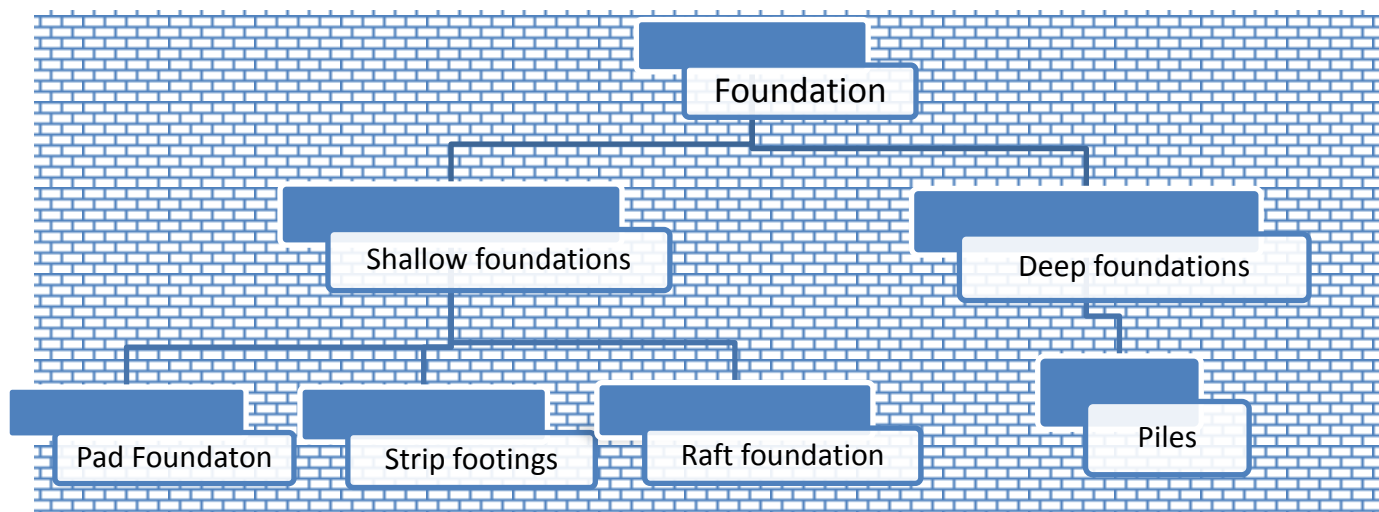 Foundation
Shallow foundations
Deep foundations
Pad Foundaton
Strip footings
Raft foundation
Piles